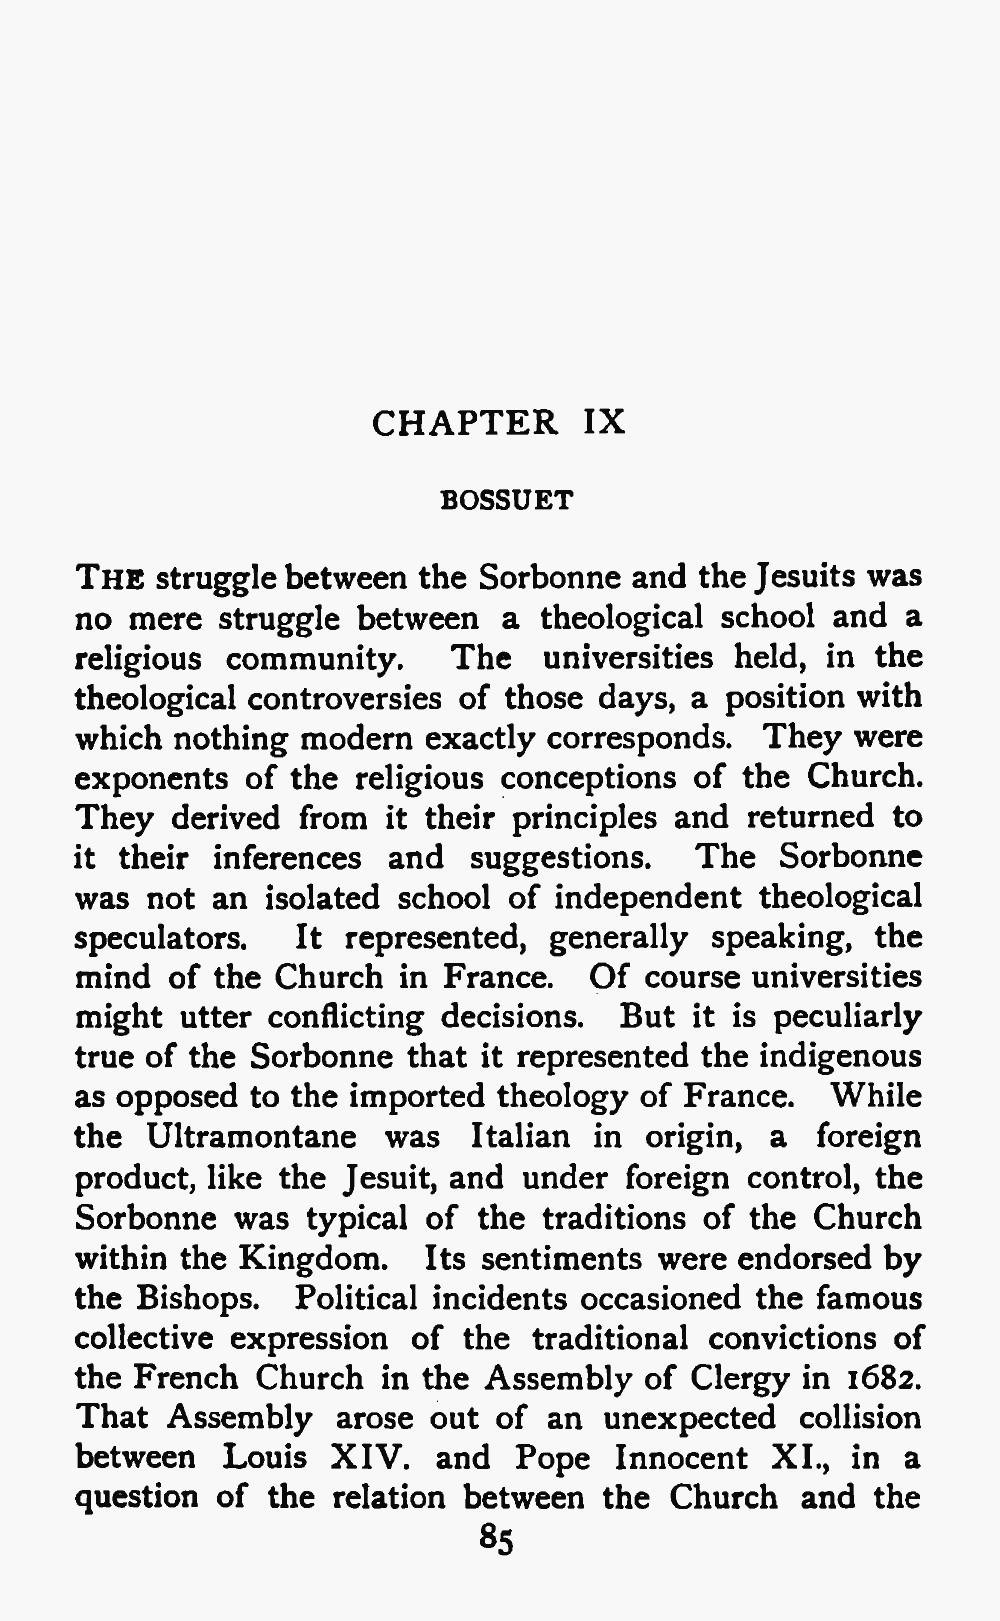 CHAPTER IX
BOSSUET
THE struggle between the Sorbonne and the Jesuits was
no mere struggle between a theological school and a
religious community. The universities held, in the
theological controversies of those days, a position with
which nothing modern exactly corresponds. They were
exponents of the religious conceptions of the Church.
They derived from it their principles and returned to
it their inferences and suggestions. The Sorbonne
was not an isolated school of independent theological
speculators. It represented, generally speaking, the
mind of the Church in France. Of course universities
might utter conflicting decisions. But it is peculiarly
true of the Sorbonne that it represented the indigenous
as opposed to the imported theology of France. While
the Ultramontane was Italian in origin, a foreign
product, like the Jesuit, and under foreign control, the
Sorbonne was typical of the traditions of the Church
within the Kingdom. Its sentiments were endorsed by
the Bishops. Political incidents occasioned the famous
collective expression of the traditional convictions of
the French Church in the Assembly of Clergy in 1682.
That Assembly arose out of an unexpected collision
between Louis XIV. and Pope Innocent XI., in a
question of the relation between the Church and the
85